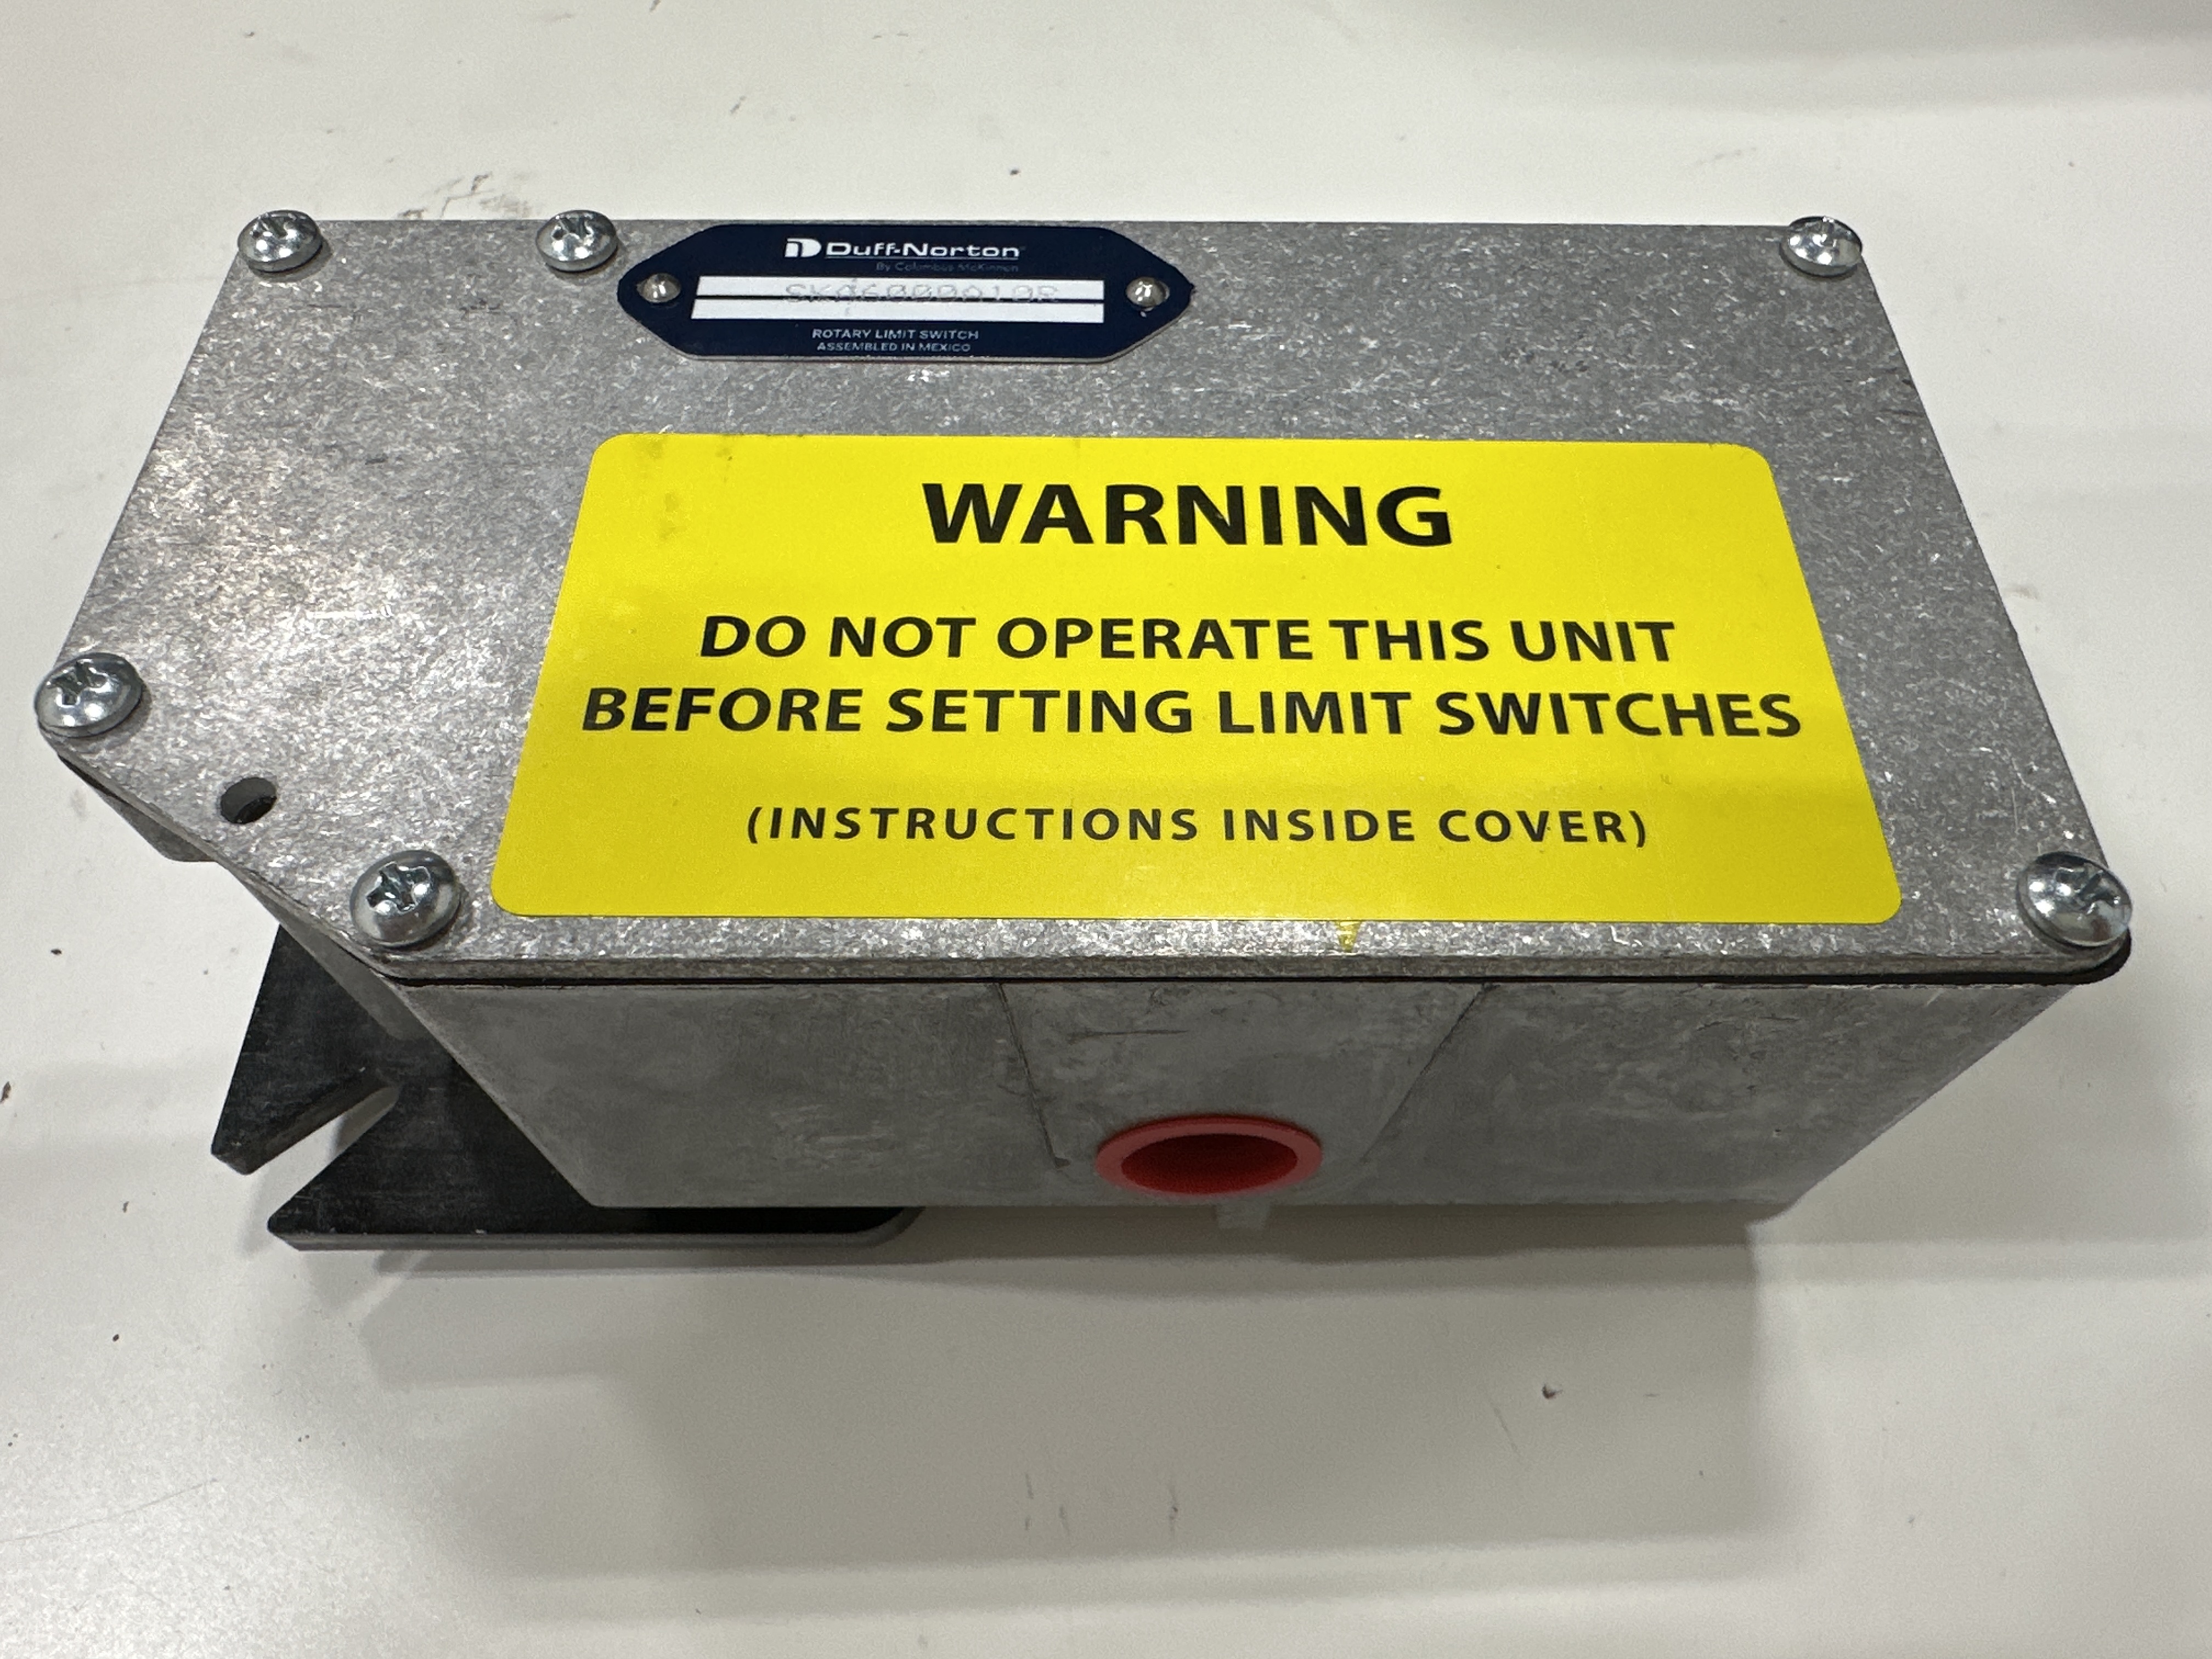 Duff-Norton
By Columbus McKinnon
SKA6000A10R
ROTARY LIMIT SWITCH
ASSEMBLED IN MEXICO
WARNING
DO NOT OPERATE THIS UNIT
BEFORE SETTING LIMIT SWITCHES
(INSTRUCTIONS INSIDE COVER)